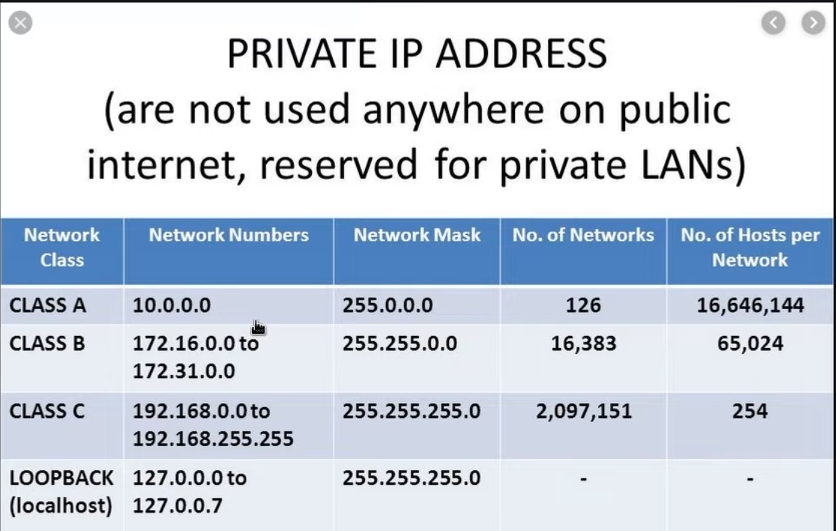 PRIVATE IP ADDRESS
(are not used anywhere on public
internet, reserved for private LANs)
Network Class Network Numbers Network Mask No. of Networks No. of Hosts per Network
CLASS A 10.0.0.0 255.0.0.0 126 16,646,144
CLASS B 172.16.0.0 to 172.31.0.0 255.255.0.0 16,383 65,024
CLASS C 192.168.0.0 to 192.168.255.255 255.255.255.0 2,097,151 254
LOOPBACK (localhost) 127.0.0.0 to 127.0.0.7 255.255.255.0 - -